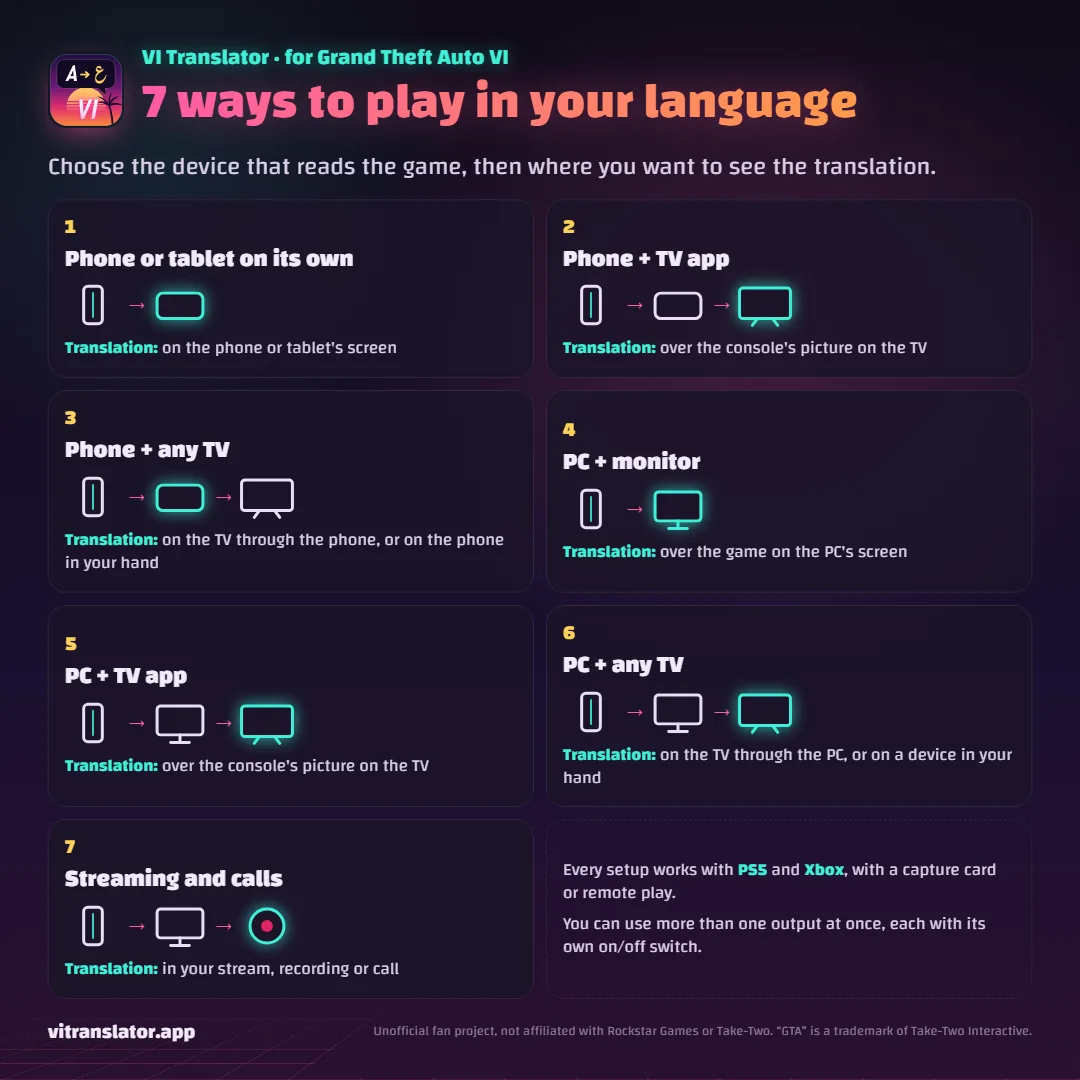 A→ع
VI
VI Translator · for Grand Theft Auto VI
7 ways to play in your language
Choose the device that reads the game, then where you want to see the translation.
1
Phone or tablet on its own
→
Translation: on the phone or tablet's screen
2
Phone + TV app
→ →
Translation: over the console's picture on the TV
3
Phone + any TV
→ →
Translation: on the TV through the phone, or on the phone
in your hand
4
PC + monitor
→
Translation: over the game on the PC's screen
5
PC + TV app
→ →
Translation: over the console's picture on the TV
6
PC + any TV
→ →
Translation: on the TV through the PC, or on a device in your
hand
7
Streaming and calls
→ →
Translation: in your stream, recording or call
Every setup works with PS5 and Xbox, with a capture card
or remote play.
You can use more than one output at once, each with its
own on/off switch.
vitranslator.app
Unofficial fan project, not affiliated with Rockstar Games or Take-Two. “GTA” is a trademark of Take-Two Interactive.